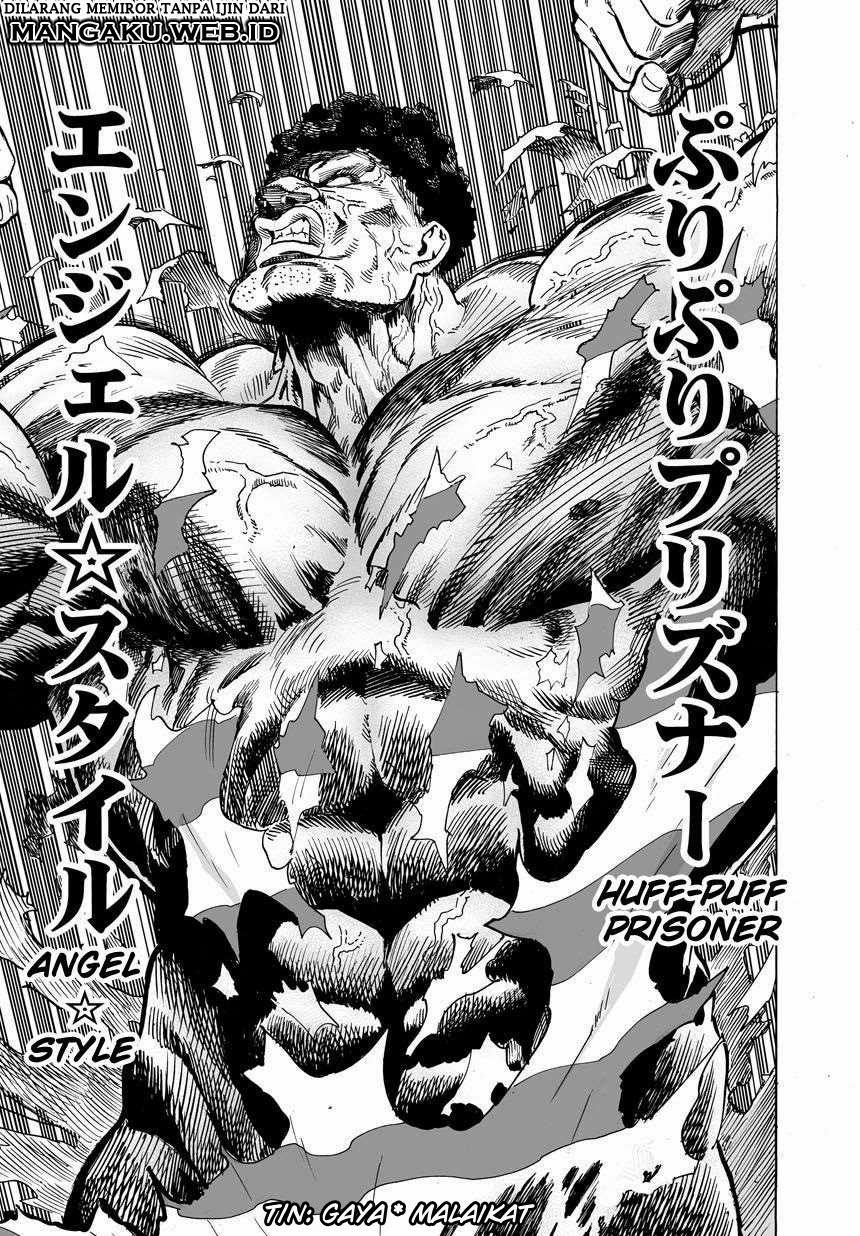 DILARANG MEMIROR TANPA IJIN DARI
MANGAKU.WEB.ID
ぷりぷりプリズナー
HUFF-PUFF
PRISONER
エンジェル☆スタイル
ANGEL
☆
STYLE
T/N: GAYA * MALAIKAT